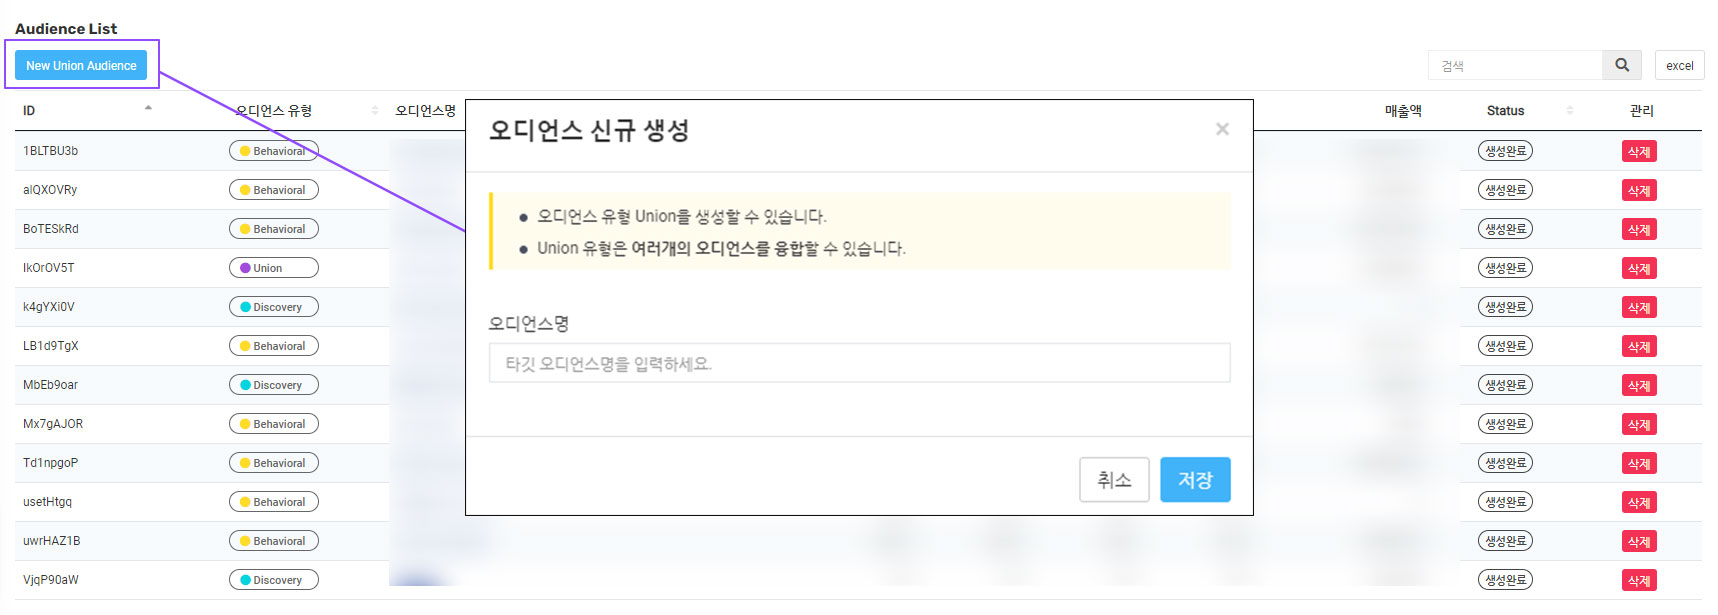 Audience List
New Union Audience
검색
excel
ID 오디언스 유형 오디언스명 매출액 Status 관리
1BLTBU3b Behavioral 생성완료 삭제
alQXOVRy Behavioral 생성완료 삭제
BoTESkRd Behavioral 생성완료 삭제
IkOrOV5T Union 생성완료 삭제
k4gYXi0V Discovery 생성완료 삭제
LB1d9TgX Behavioral 생성완료 삭제
MbEb9oar Discovery 생성완료 삭제
Mx7gAJOR Behavioral 생성완료 삭제
Td1npgoP Behavioral 생성완료 삭제
usetHtgq Behavioral 생성완료 삭제
uwrHAZ1B Behavioral 생성완료 삭제
VjqP90aW Discovery 생성완료 삭제
오디언스 신규 생성
×
오디언스 유형 Union을 생성할 수 있습니다.
Union 유형은 여러개의 오디언스를 융합할 수 있습니다.
오디언스명
타깃 오디언스명을 입력하세요.
취소
저장